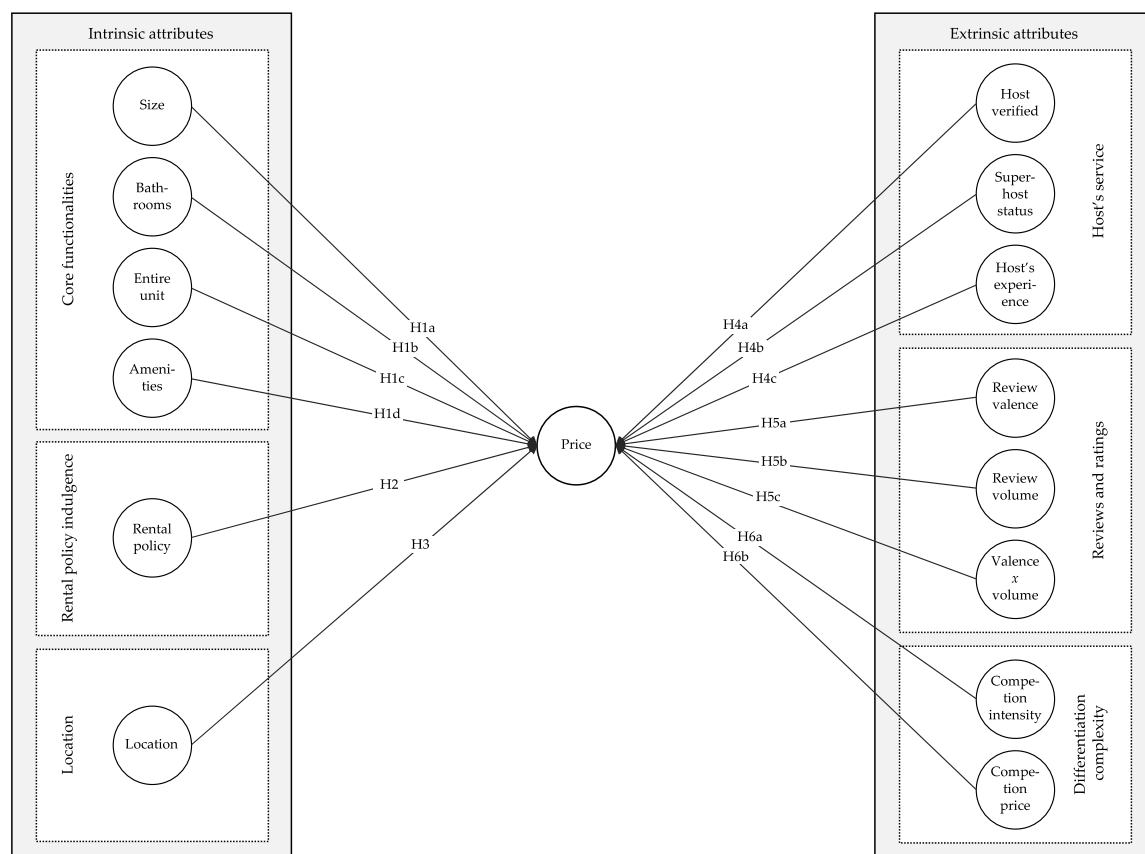 Intrinsic attributes
Core functionalities
Size
Bath-
rooms
Entire
unit
Ameni-
ties
Rental policy indulgence
Rental
policy
Location
Location
H1a
H1b
H1c
H1d
H2
H3
Price
H4a
H4b
H4c
H5a
H5b
H5c
H6a
H6b
Extrinsic attributes
Host
verified
Super-
host
status
Host's
experi-
ence
Host's service
Review
valence
Review
volume
Valence
x
volume
Reviews and ratings
Compe-
tion
intensity
Compe-
tion
price
Differentiation
complexity